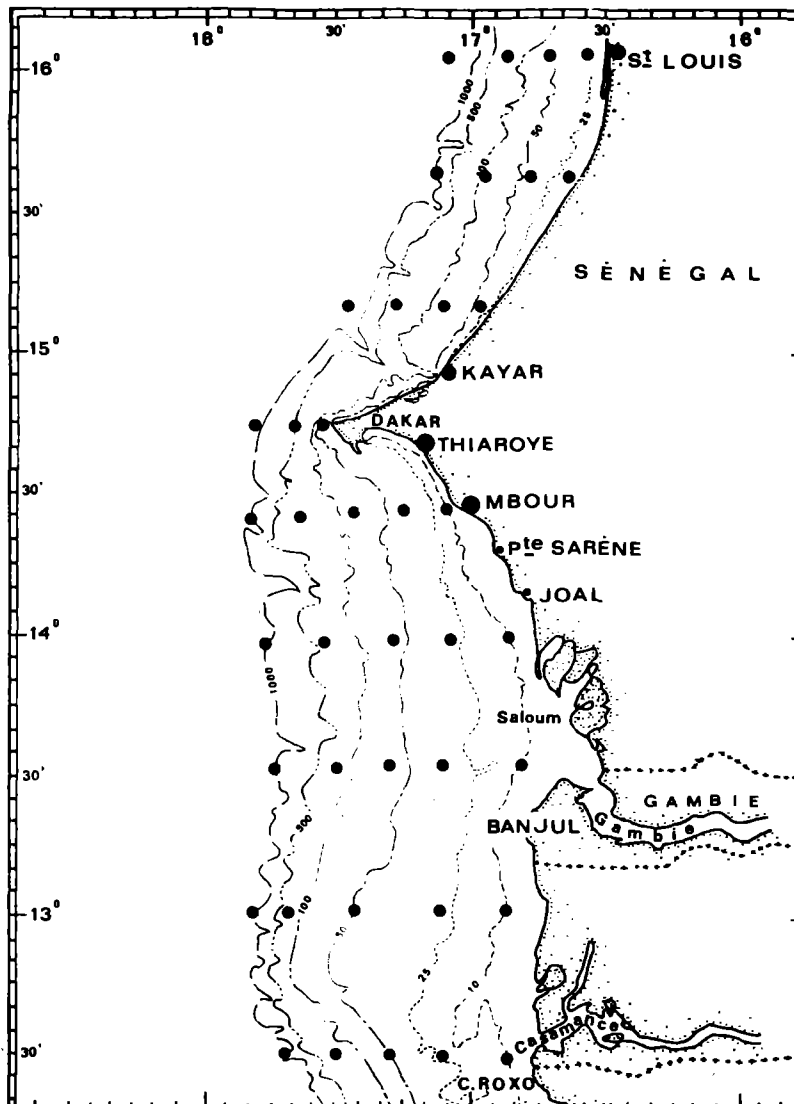 18°
30'
17°
30'
16°
16°
St LOUIS
1000
500
100
50
25
30'
SÉNÉGAL
15°
KAYAR
DAKAR
THIAROYE
30'
MBOUR
Pte SARÈNE
JOAL
14°
1000
Saloum
30'
500
GAMBIE
Gambie
BANJUL
100
13°
50
25
10
Casamance
30'
C.ROXO